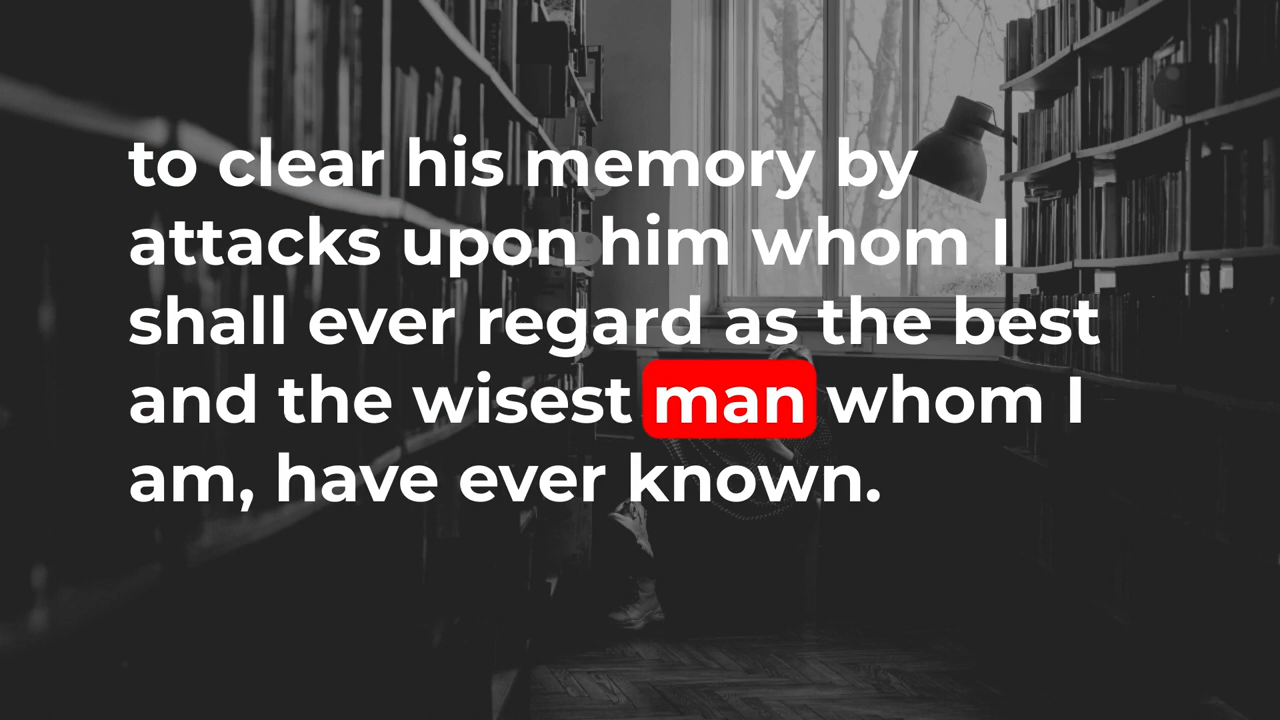 to clear his memory by
attacks upon him whom I
shall ever regard as the best
and the wisest man whom I
am, have ever known.